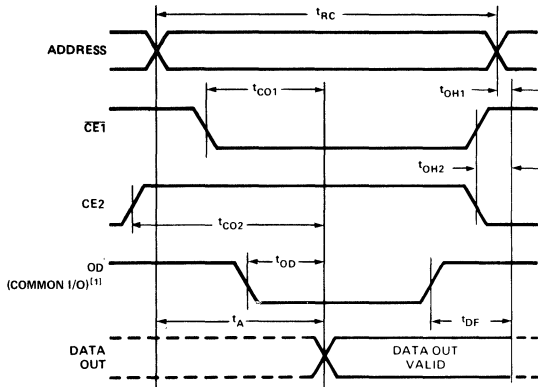 tRC
ADDRESS
tCO1
tOH1
CE1
tOH2
CE2
tCO2
OD
(COMMON I/O)[1]
tOD
tA
tDF
DATA
OUT
DATA OUT
VALID